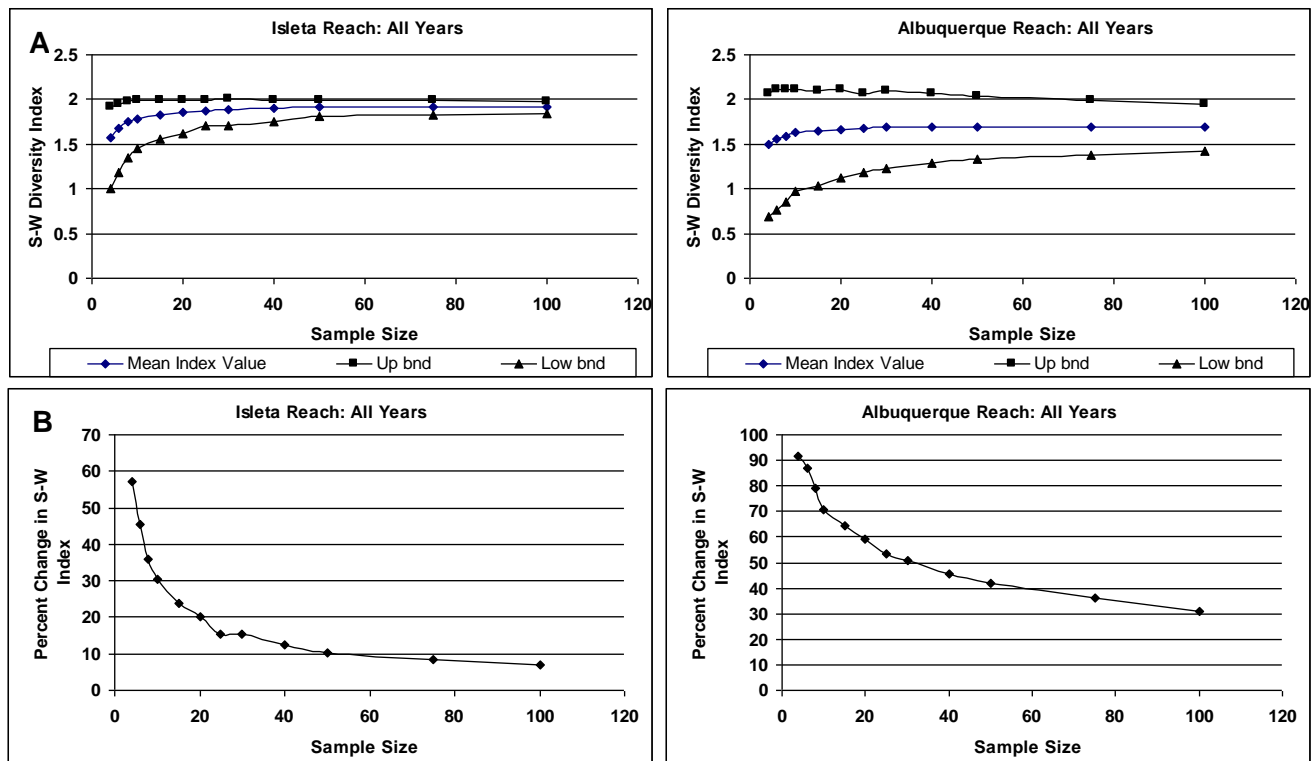 A
Isleta Reach: All Years
S-W Diversity Index
2.5
2
1.5
1
0.5
0
0 20 40 60 80 100 120
Sample Size
Mean Index Value Up bnd Low bnd
Albuquerque Reach: All Years
S-W Diversity Index
2.5
2
1.5
1
0.5
0
0 20 40 60 80 100 120
Sample Size
Mean Index Value Up bnd Low bnd
B
Isleta Reach: All Years
Percent Change in S-W
Index
70
60
50
40
30
20
10
0
0 20 40 60 80 100 120
Sample Size
Albuquerque Reach: All Years
Percent Change in S-W
Index
100
90
80
70
60
50
40
30
20
10
0
0 20 40 60 80 100 120
Sample Size